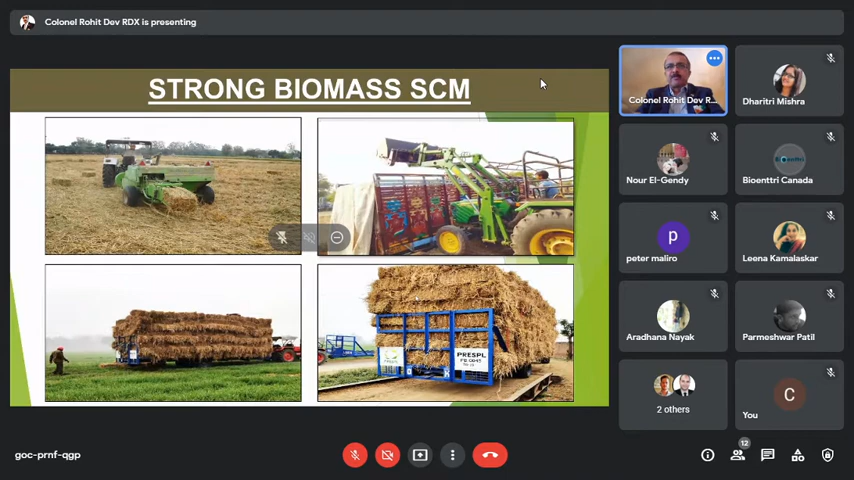 Colonel Rohit Dev RDX is presenting
STRONG BIOMASS SCM
PRESPL
Colonel Rohit Dev R...
Dharitri Mishra
Nour El-Gendy
Bioenttri Canada
p
peter maliro
Leena Kamalaskar
Aradhana Nayak
Parmeshwar Patil
2 others
C
You
goc-prnf-qgp
12